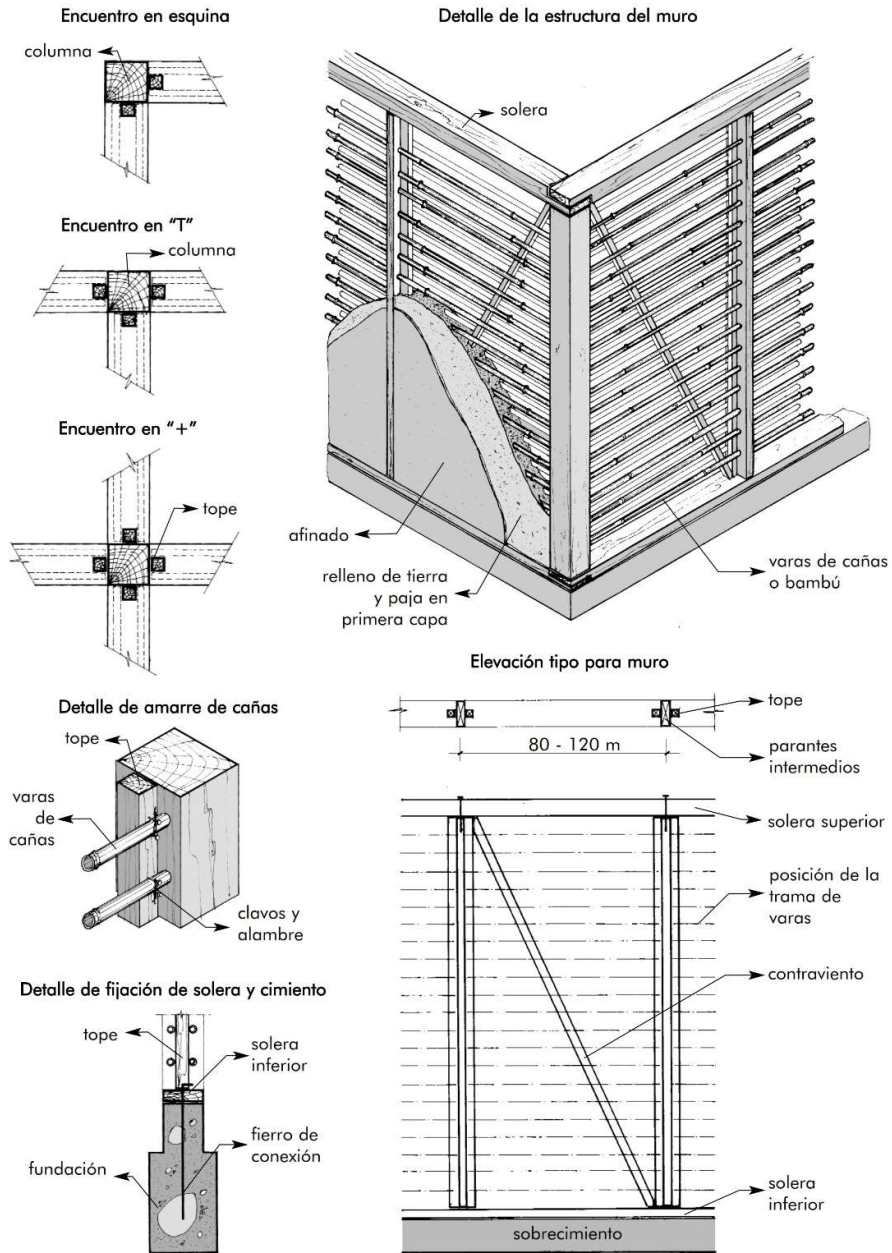 Encuentro en esquina
columna
Encuentro en “T”
columna
Encuentro en “+”
tope
Detalle de amarre de cañas
tope
varas
de
cañas
clavos y
alambre
Detalle de fijación de solera y cimiento
tope
solera
inferior
fierro de
conexión
fundación
Detalle de la estructura del muro
solera
afinado
relleno de tierra
y paja en
primera capa
varas de cañas
o bambú
Elevación tipo para muro
tope
80 - 120 m
parantes
intermedios
solera superior
posición de la
trama de
varas
contraviento
solera
inferior
sobrecimiento